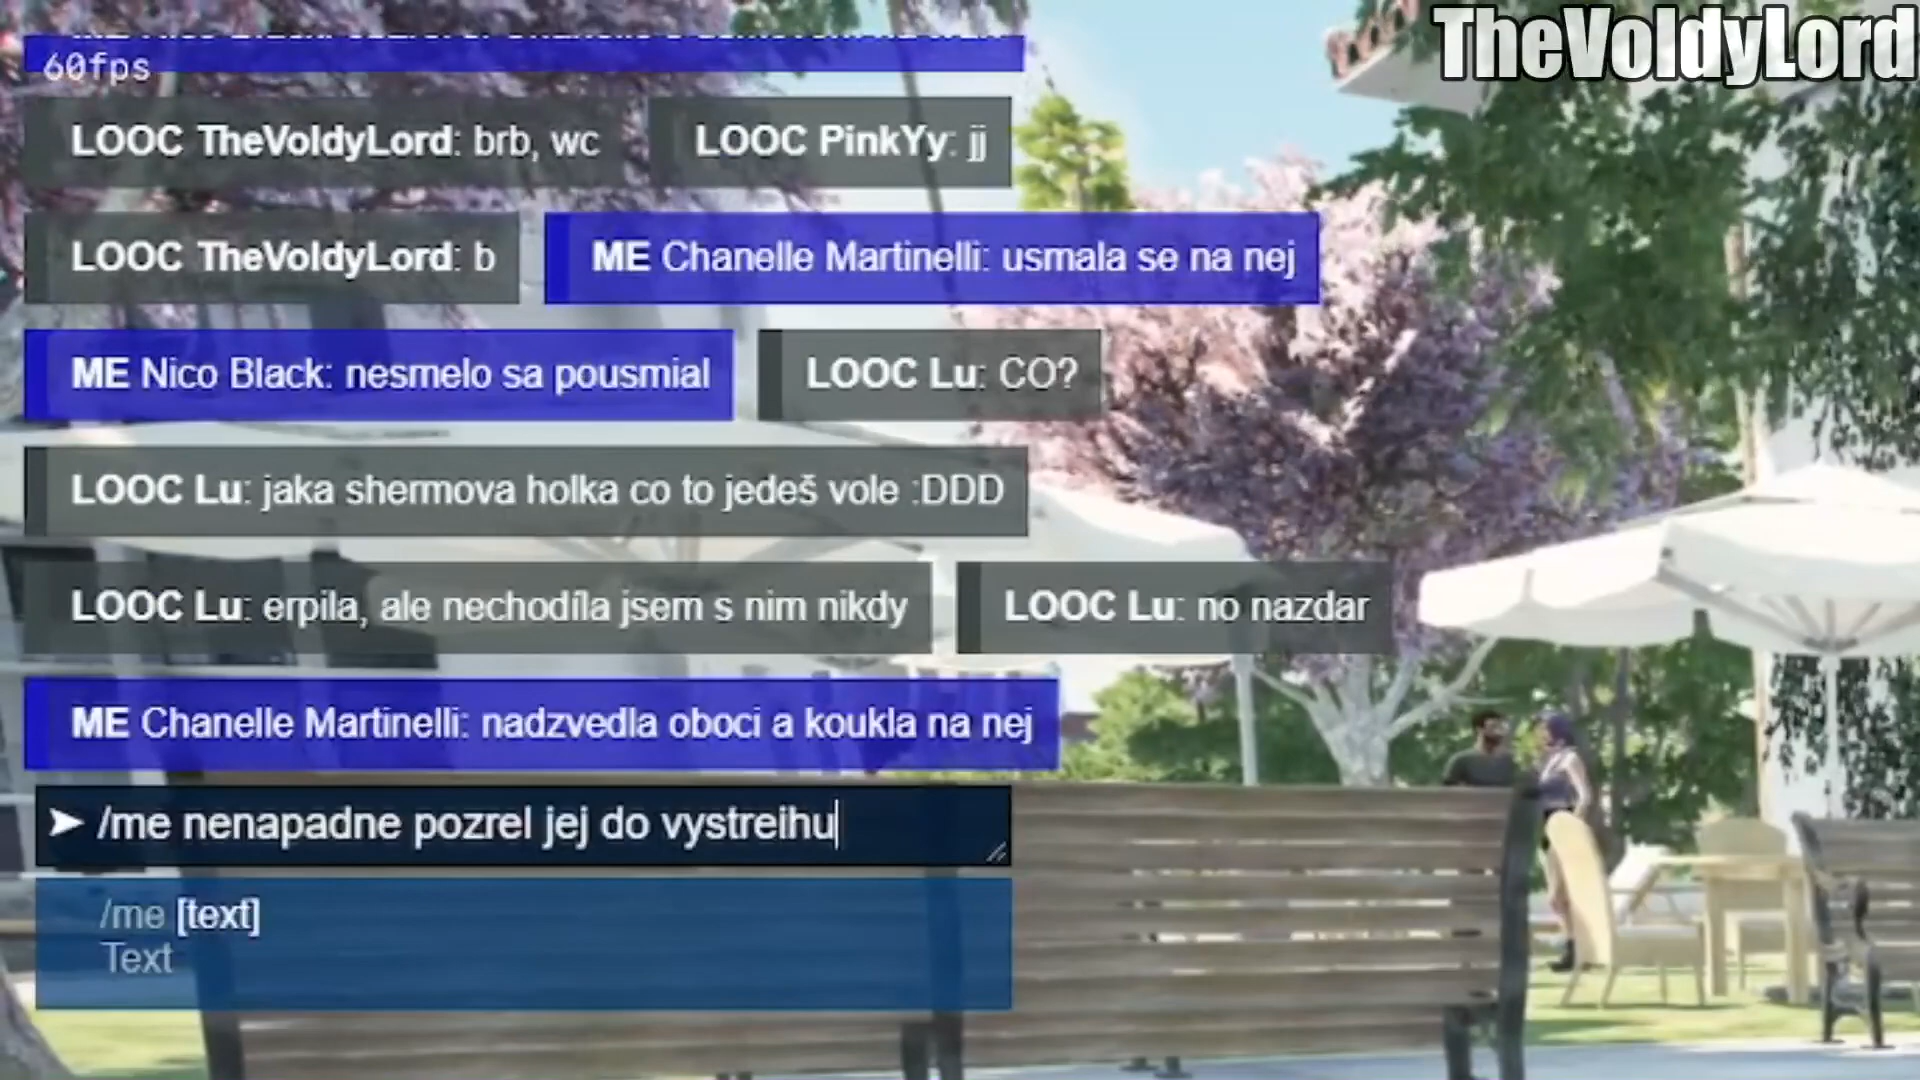 TheVoldyLord
60fps
LOOC TheVoldyLord: brb, wc
LOOC PinkYy: jj
LOOC TheVoldyLord: b
ME Chanelle Martinelli: usmala se na nej
ME Nico Black: nesmelo sa pousmial
LOOC Lu: CO?
LOOC Lu: jaka shermova holka co to jedeš vole :DDD
LOOC Lu: erpila, ale nechodíla jsem s nim nikdy
LOOC Lu: no nazdar
ME Chanelle Martinelli: nadzvedla oboci a koukla na nej
➤ /me nenapadne pozrel jej do vystreihu
/me [text]
Text